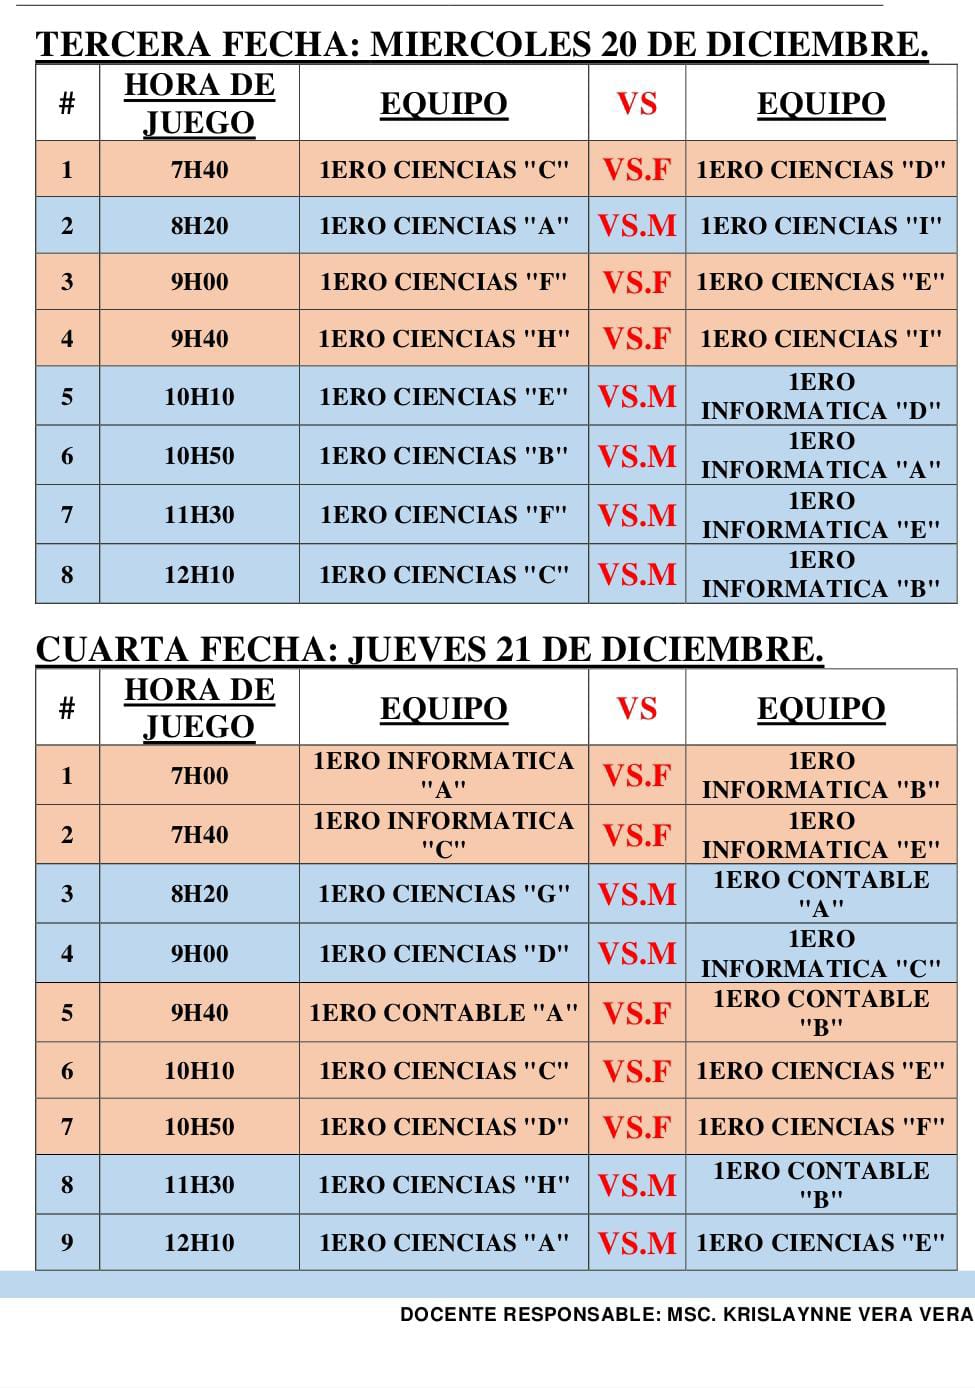 TERCERA FECHA: MIERCOLES 20 DE DICIEMBRE.
# HORA DE JUEGO EQUIPO VS EQUIPO
1 7H40 1ERO CIENCIAS "C" VS.F 1ERO CIENCIAS "D"
2 8H20 1ERO CIENCIAS "A" VS.M 1ERO CIENCIAS "I"
3 9H00 1ERO CIENCIAS "F" VS.F 1ERO CIENCIAS "E"
4 9H40 1ERO CIENCIAS "H" VS.F 1ERO CIENCIAS "I"
5 10H10 1ERO CIENCIAS "E" VS.M 1ERO INFORMATICA "D"
6 10H50 1ERO CIENCIAS "B" VS.M 1ERO INFORMATICA "A"
7 11H30 1ERO CIENCIAS "F" VS.M 1ERO INFORMATICA "E"
8 12H10 1ERO CIENCIAS "C" VS.M 1ERO INFORMATICA "B"
CUARTA FECHA: JUEVES 21 DE DICIEMBRE.
# HORA DE JUEGO EQUIPO VS EQUIPO
1 7H00 1ERO INFORMATICA "A" VS.F 1ERO INFORMATICA "B"
2 7H40 1ERO INFORMATICA "C" VS.F 1ERO INFORMATICA "E"
3 8H20 1ERO CIENCIAS "G" VS.M 1ERO CONTABLE "A"
4 9H00 1ERO CIENCIAS "D" VS.M 1ERO INFORMATICA "C"
5 9H40 1ERO CONTABLE "A" VS.F 1ERO CONTABLE "B"
6 10H10 1ERO CIENCIAS "C" VS.F 1ERO CIENCIAS "E"
7 10H50 1ERO CIENCIAS "D" VS.F 1ERO CIENCIAS "F"
8 11H30 1ERO CIENCIAS "H" VS.M 1ERO CONTABLE "B"
9 12H10 1ERO CIENCIAS "A" VS.M 1ERO CIENCIAS "E"
DOCENTE RESPONSABLE: MSC. KRISLAYNNE VERA VERA